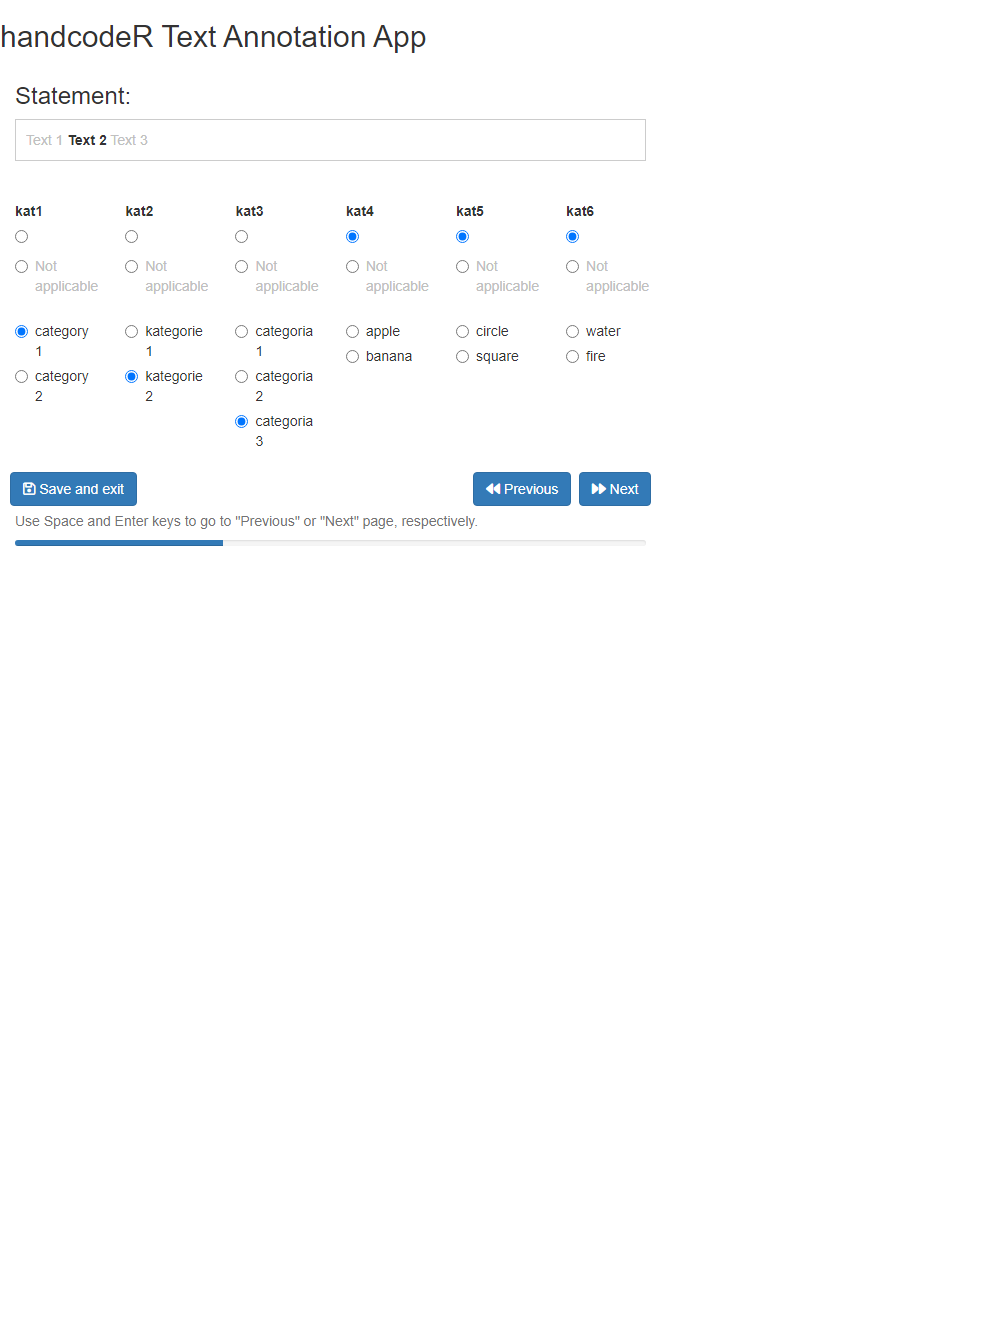 handcodeR Text Annotation App
Statement:
Text 1 Text 2 Text 3
kat1 kat2 kat3 kat4 kat5 kat6
Not applicable Not applicable Not applicable Not applicable Not applicable Not applicable
category 1 kategorie 1 categoria 1 apple circle water
category 2 kategorie 2 categoria 2 banana square fire
categoria 3
Save and exit Previous Next
Use Space and Enter keys to go to "Previous" or "Next" page, respectively.